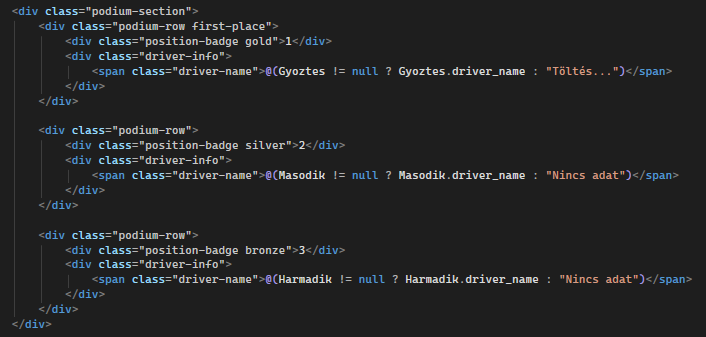 <div class="podium-section">
    <div class="podium-row first-place">
        <div class="position-badge gold">1</div>
        <div class="driver-info">
            <span class="driver-name">@(Gyoztes != null ? Gyoztes.driver_name : "Töltés...")</span>
        </div>
    </div>

    <div class="podium-row">
        <div class="position-badge silver">2</div>
        <div class="driver-info">
            <span class="driver-name">@(Masodik != null ? Masodik.driver_name : "Nincs adat")</span>
        </div>
    </div>

    <div class="podium-row">
        <div class="position-badge bronze">3</div>
        <div class="driver-info">
            <span class="driver-name">@(Harmadik != null ? Harmadik.driver_name : "Nincs adat")</span>
        </div>
    </div>
</div>